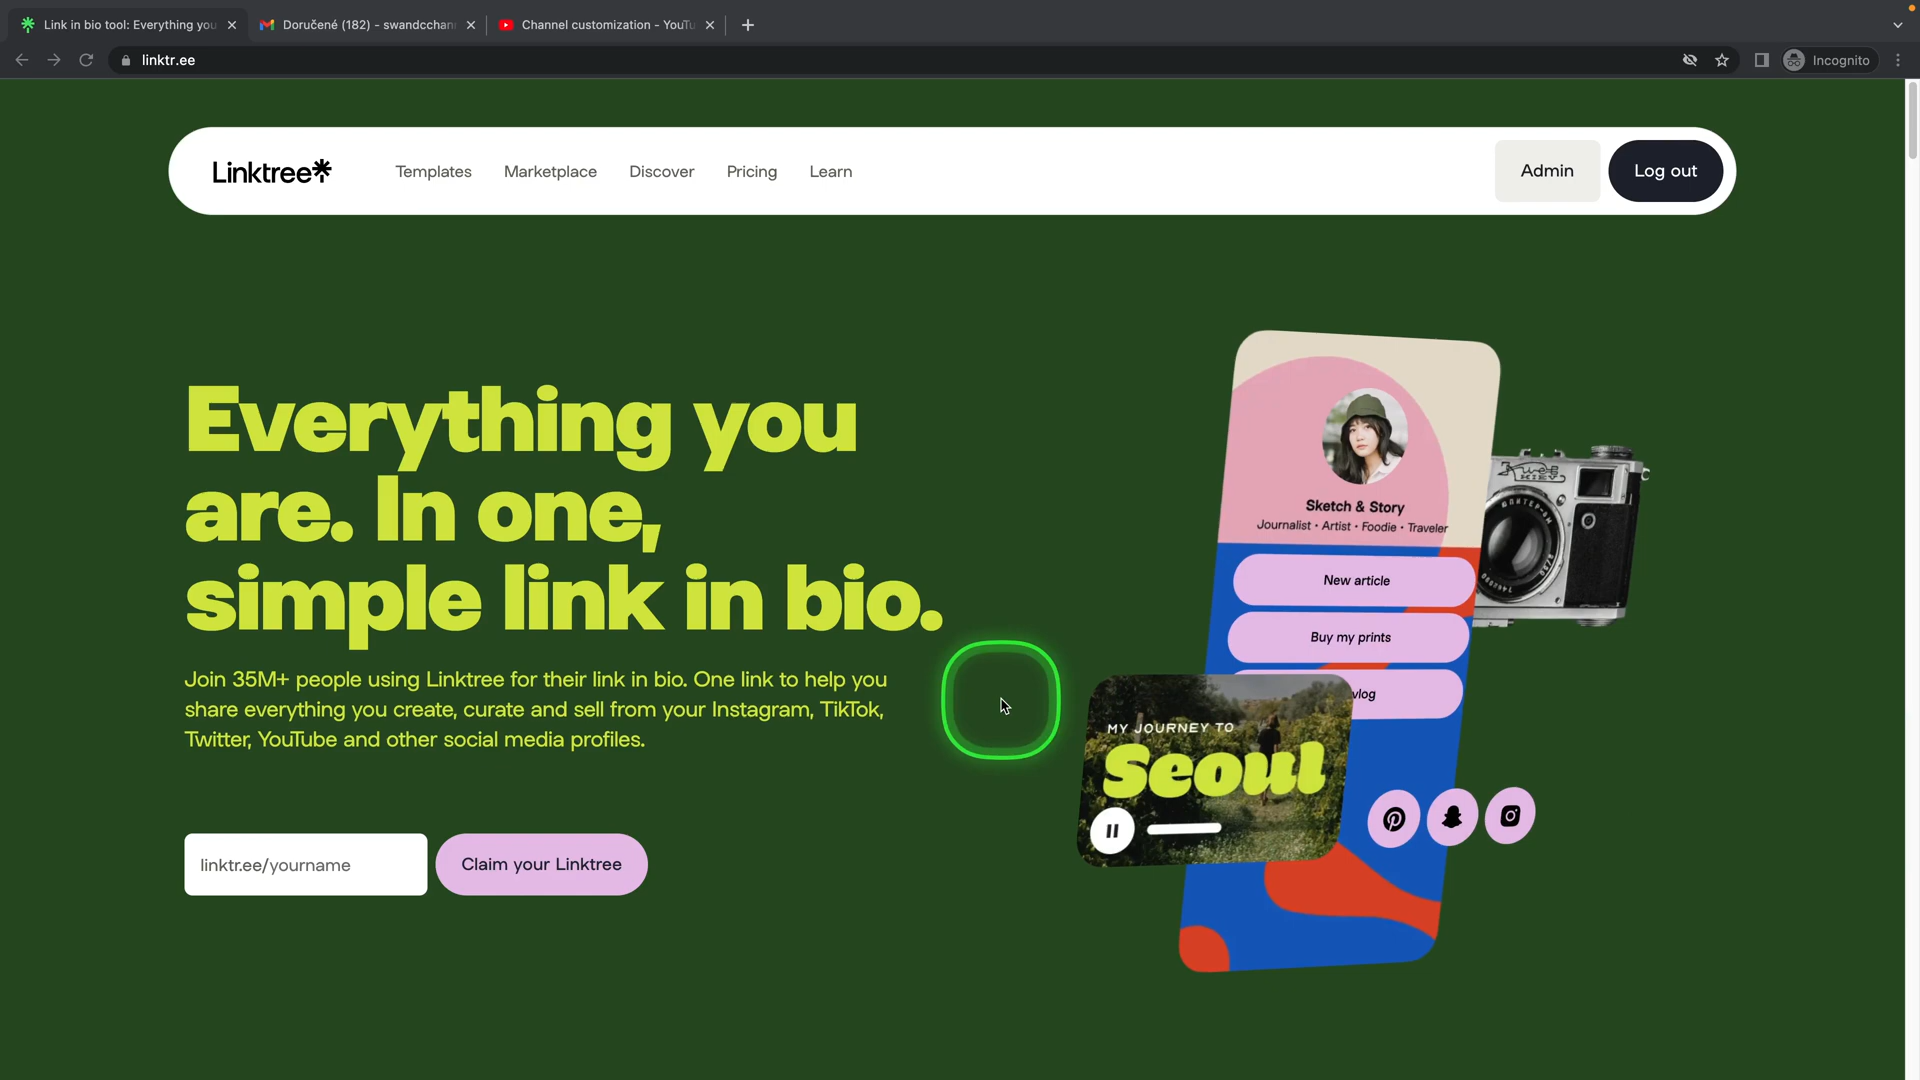 Link in bio tool: Everything you
Doručené (182) - swandcchan
Channel customization - YouTu
linktr.ee
Incognito
Linktree
Templates
Marketplace
Discover
Pricing
Learn
Admin
Log out
Everything you
are. In one,
simple link in bio.
Join 35M+ people using Linktree for their link in bio. One link to help you
share everything you create, curate and sell from your Instagram, TikTok,
Twitter, YouTube and other social media profiles.
linktr.ee/yourname
Claim your Linktree
Sketch & Story
Journalist • Artist • Foodie • Traveler
New article
Buy my prints
vlog
MY JOURNEY TO
Seoul
KIEV